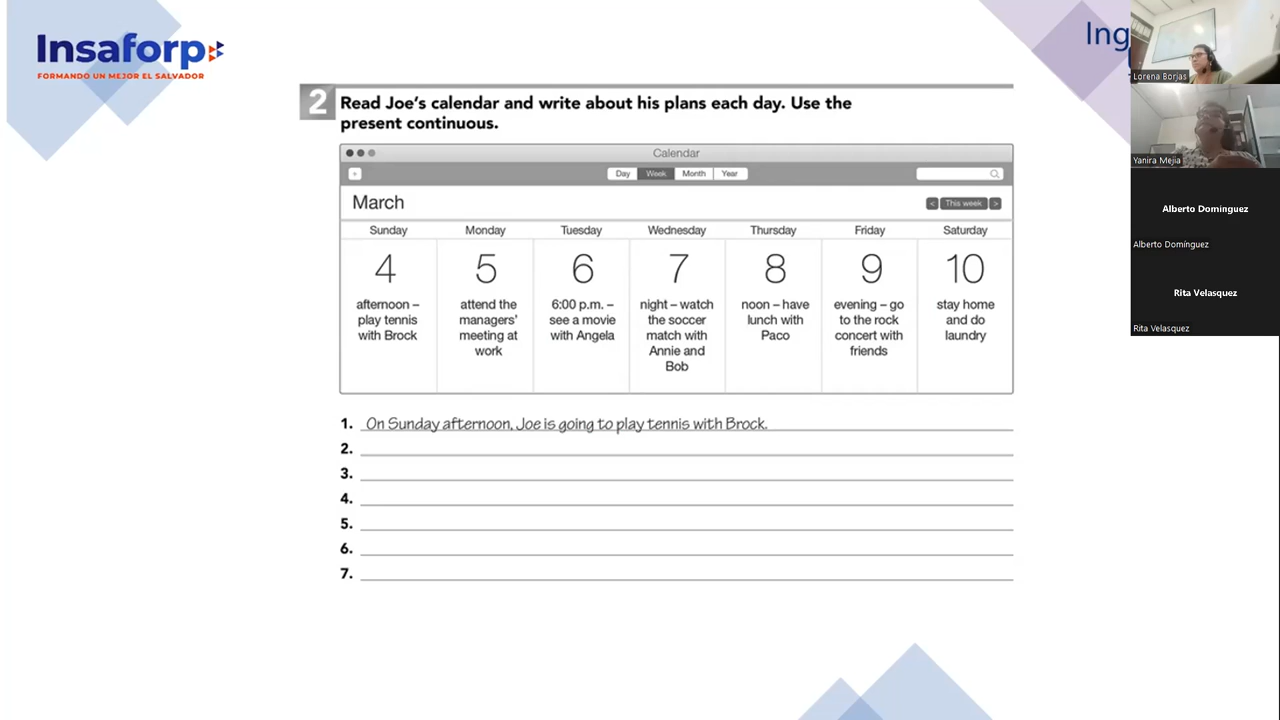 Insaforp
FORMANDO UN MEJOR EL SALVADOR
Ing
Lorena Borjas
Yanira Mejia
Alberto Domínguez
Alberto Domínguez
Rita Velasquez
Rita Velasquez
2 Read Joe's calendar and write about his plans each day. Use the
present continuous.
Calendar
+ Day Week Month Year
March < This week >
Sunday Monday Tuesday Wednesday Thursday Friday Saturday
4 5 6 7 8 9 10
afternoon –
play tennis
with Brock
attend the
managers'
meeting at
work
6:00 p.m. –
see a movie
with Angela
night – watch
the soccer
match with
Annie and
Bob
noon – have
lunch with
Paco
evening – go
to the rock
concert with
friends
stay home
and do
laundry
1. On Sunday afternoon, Joe is going to play tennis with Brock.
2.
3.
4.
5.
6.
7.